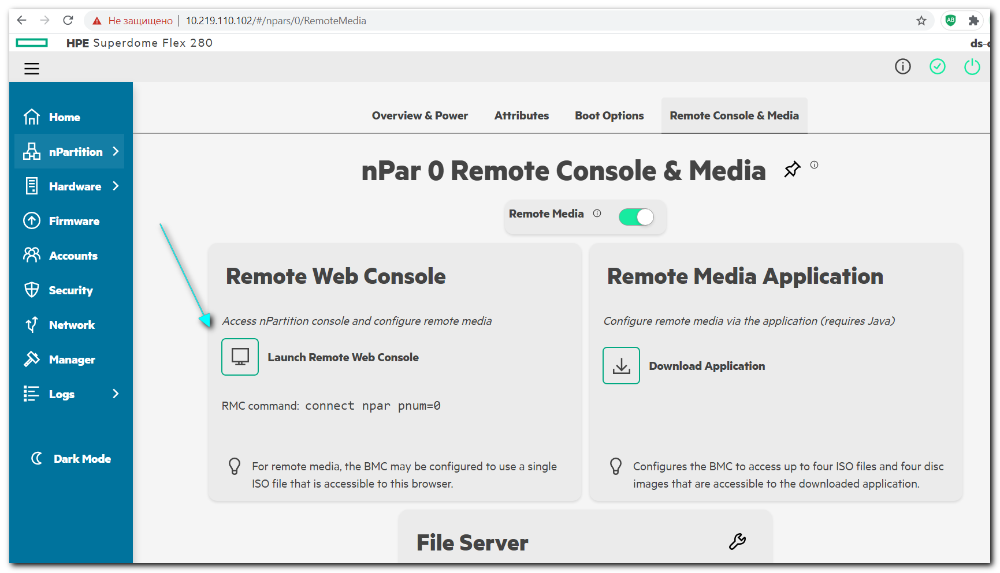 Не защищено | 10.219.110.102/#/npars/0/RemoteMedia
AB
HPE Superdome Flex 280
ds-
Home
nPartition
Hardware
Firmware
Accounts
Security
Network
Manager
Logs
Dark Mode
Overview & Power
Attributes
Boot Options
Remote Console & Media
nPar 0 Remote Console & Media
Remote Media
Remote Web Console
Access nPartition console and configure remote media
Launch Remote Web Console
RMC command: connect npar pnum=0
For remote media, the BMC may be configured to use a single
ISO file that is accessible to this browser.
Remote Media Application
Configure remote media via the application (requires Java)
Download Application
Configures the BMC to access up to four ISO files and four disc
images that are accessible to the downloaded application.
File Server